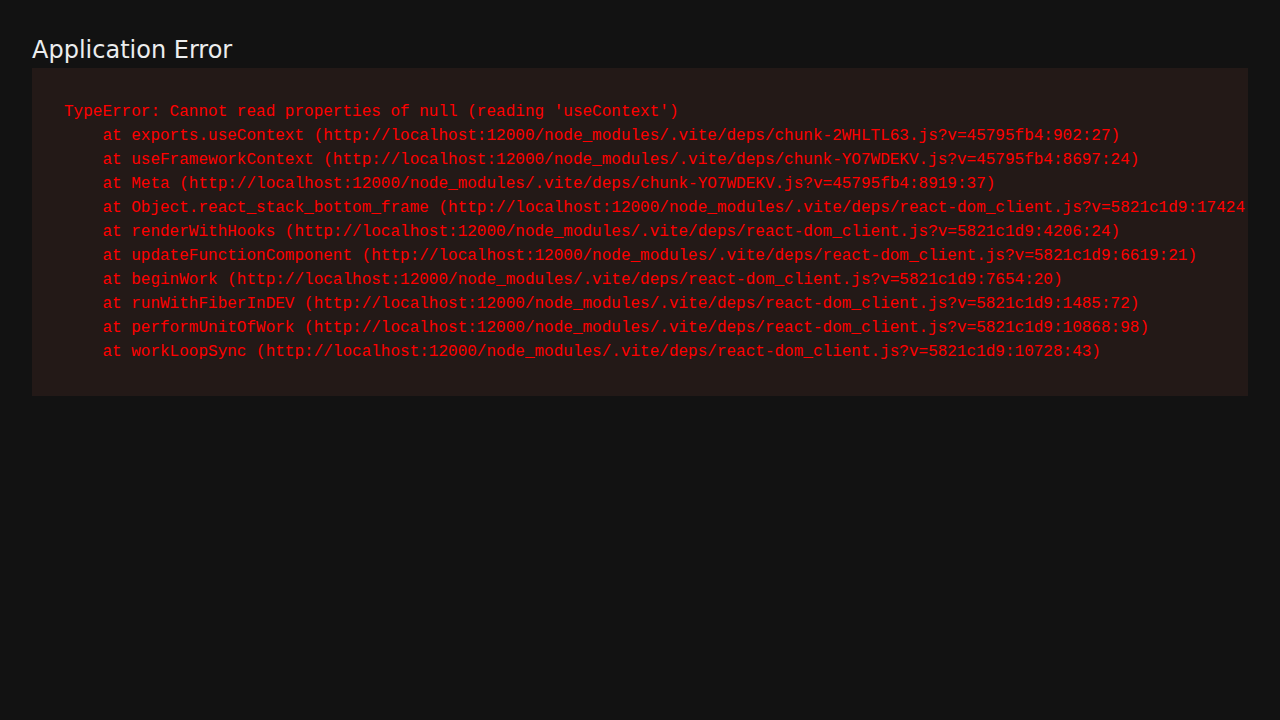 Application Error
TypeError: Cannot read properties of null (reading 'useContext')
    at exports.useContext (http://localhost:12000/node_modules/.vite/deps/chunk-2WHLTL63.js?v=45795fb4:902:27)
    at useFrameworkContext (http://localhost:12000/node_modules/.vite/deps/chunk-YO7WDEKV.js?v=45795fb4:8697:24)
    at Meta (http://localhost:12000/node_modules/.vite/deps/chunk-YO7WDEKV.js?v=45795fb4:8919:37)
    at Object.react_stack_bottom_frame (http://localhost:12000/node_modules/.vite/deps/react-dom_client.js?v=5821c1d9:17424
    at renderWithHooks (http://localhost:12000/node_modules/.vite/deps/react-dom_client.js?v=5821c1d9:4206:24)
    at updateFunctionComponent (http://localhost:12000/node_modules/.vite/deps/react-dom_client.js?v=5821c1d9:6619:21)
    at beginWork (http://localhost:12000/node_modules/.vite/deps/react-dom_client.js?v=5821c1d9:7654:20)
    at runWithFiberInDEV (http://localhost:12000/node_modules/.vite/deps/react-dom_client.js?v=5821c1d9:1485:72)
    at performUnitOfWork (http://localhost:12000/node_modules/.vite/deps/react-dom_client.js?v=5821c1d9:10868:98)
    at workLoopSync (http://localhost:12000/node_modules/.vite/deps/react-dom_client.js?v=5821c1d9:10728:43)